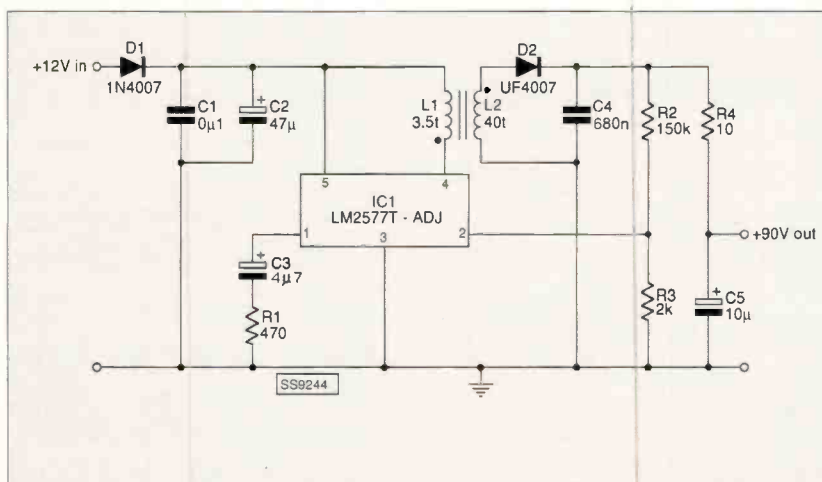 D1
+12V in
1N4007
C1
0µ1
+
C2
47µ
L1
3.5t
L2
40t
D2
UF4007
C4
680n
R2
150k
R4
10
5
4
IC1
LM2577T - ADJ
1
3
2
+90V out
+
C3
4µ7
R1
470
R3
2k
+
C5
10µ
SS9244